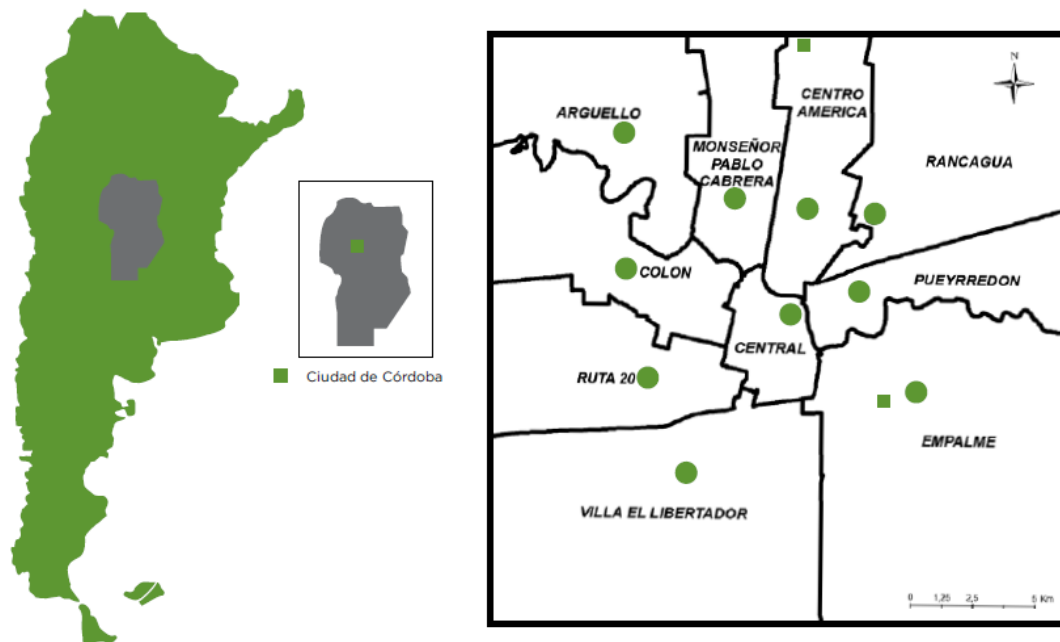 Ciudad de Córdoba
N
CENTRO
AMERICA
ARGUELLO
MONSEÑOR
PABLO
CABRERA
RANCAGUA
COLON
PUEYRREDON
CENTRAL
RUTA 20
EMPALME
VILLA EL LIBERTADOR
0 1,25 2,5 5 Km